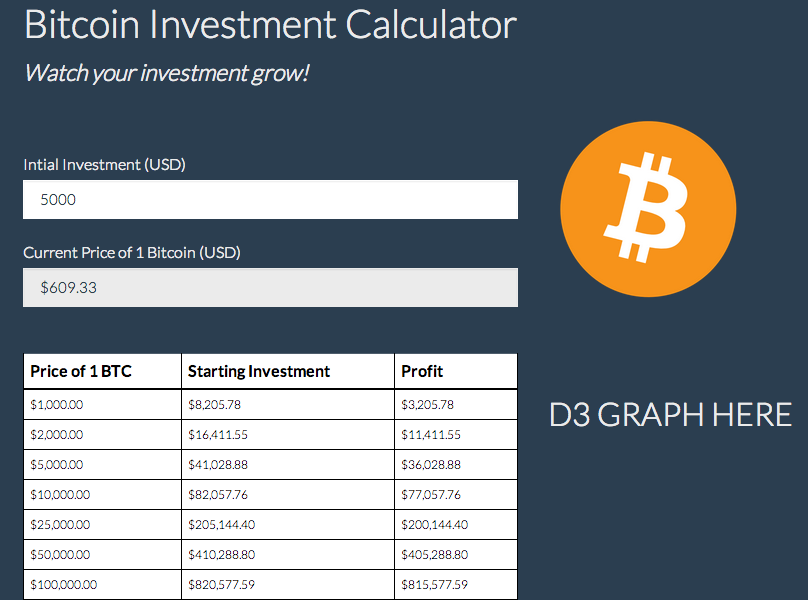 Bitcoin Investment Calculator
Watch your investment grow!
Intial Investment (USD)
5000
Current Price of 1 Bitcoin (USD)
$609.33
Price of 1 BTC Starting Investment Profit
$1,000.00 $8,205.78 $3,205.78
$2,000.00 $16,411.55 $11,411.55
$5,000.00 $41,028.88 $36,028.88
$10,000.00 $82,057.76 $77,057.76
$25,000.00 $205,144.40 $200,144.40
$50,000.00 $410,288.80 $405,288.80
$100,000.00 $820,577.59 $815,577.59
D3 GRAPH HERE